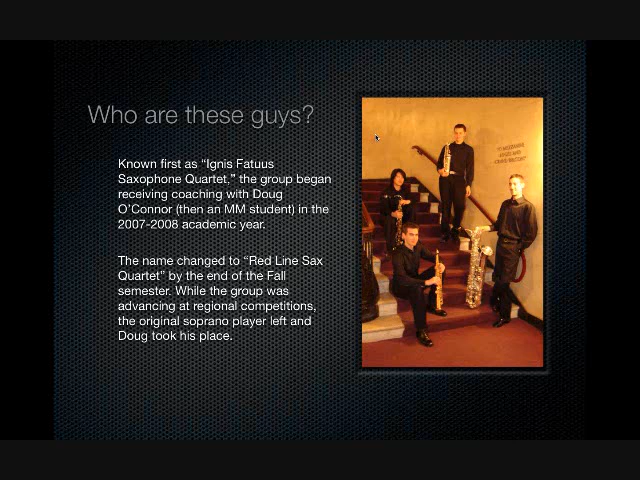 Who are these guys?
Known first as “Ignis Fatuus
Saxophone Quartet,” the group began
receiving coaching with Doug
O’Connor (then an MM student) in the
2007-2008 academic year.
The name changed to “Red Line Sax
Quartet” by the end of the Fall
semester. While the group was
advancing at regional competitions,
the original soprano player left and
Doug took his place.